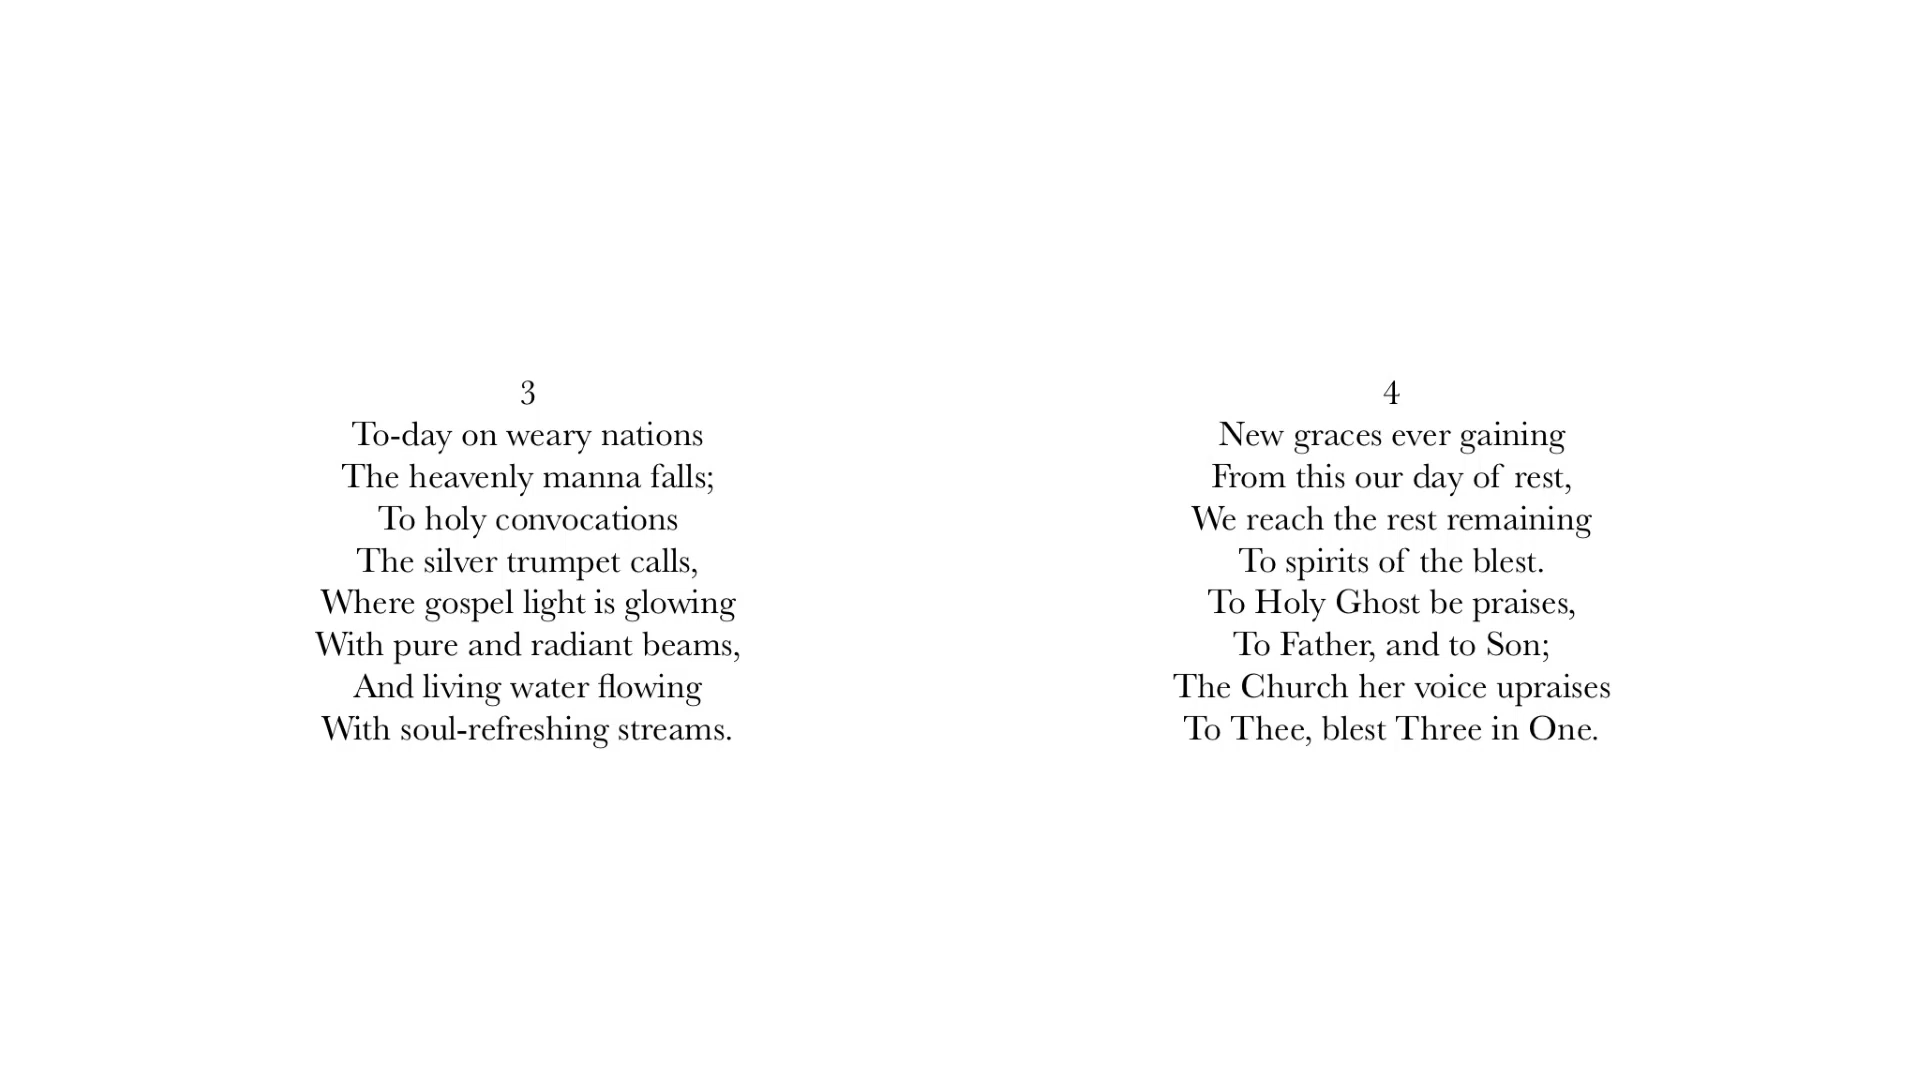 3
To-day on weary nations
The heavenly manna falls;
To holy convocations
The silver trumpet calls,
Where gospel light is glowing
With pure and radiant beams,
And living water flowing
With soul-refreshing streams.
4
New graces ever gaining
From this our day of rest,
We reach the rest remaining
To spirits of the blest.
To Holy Ghost be praises,
To Father, and to Son;
The Church her voice upraises
To Thee, blest Three in One.